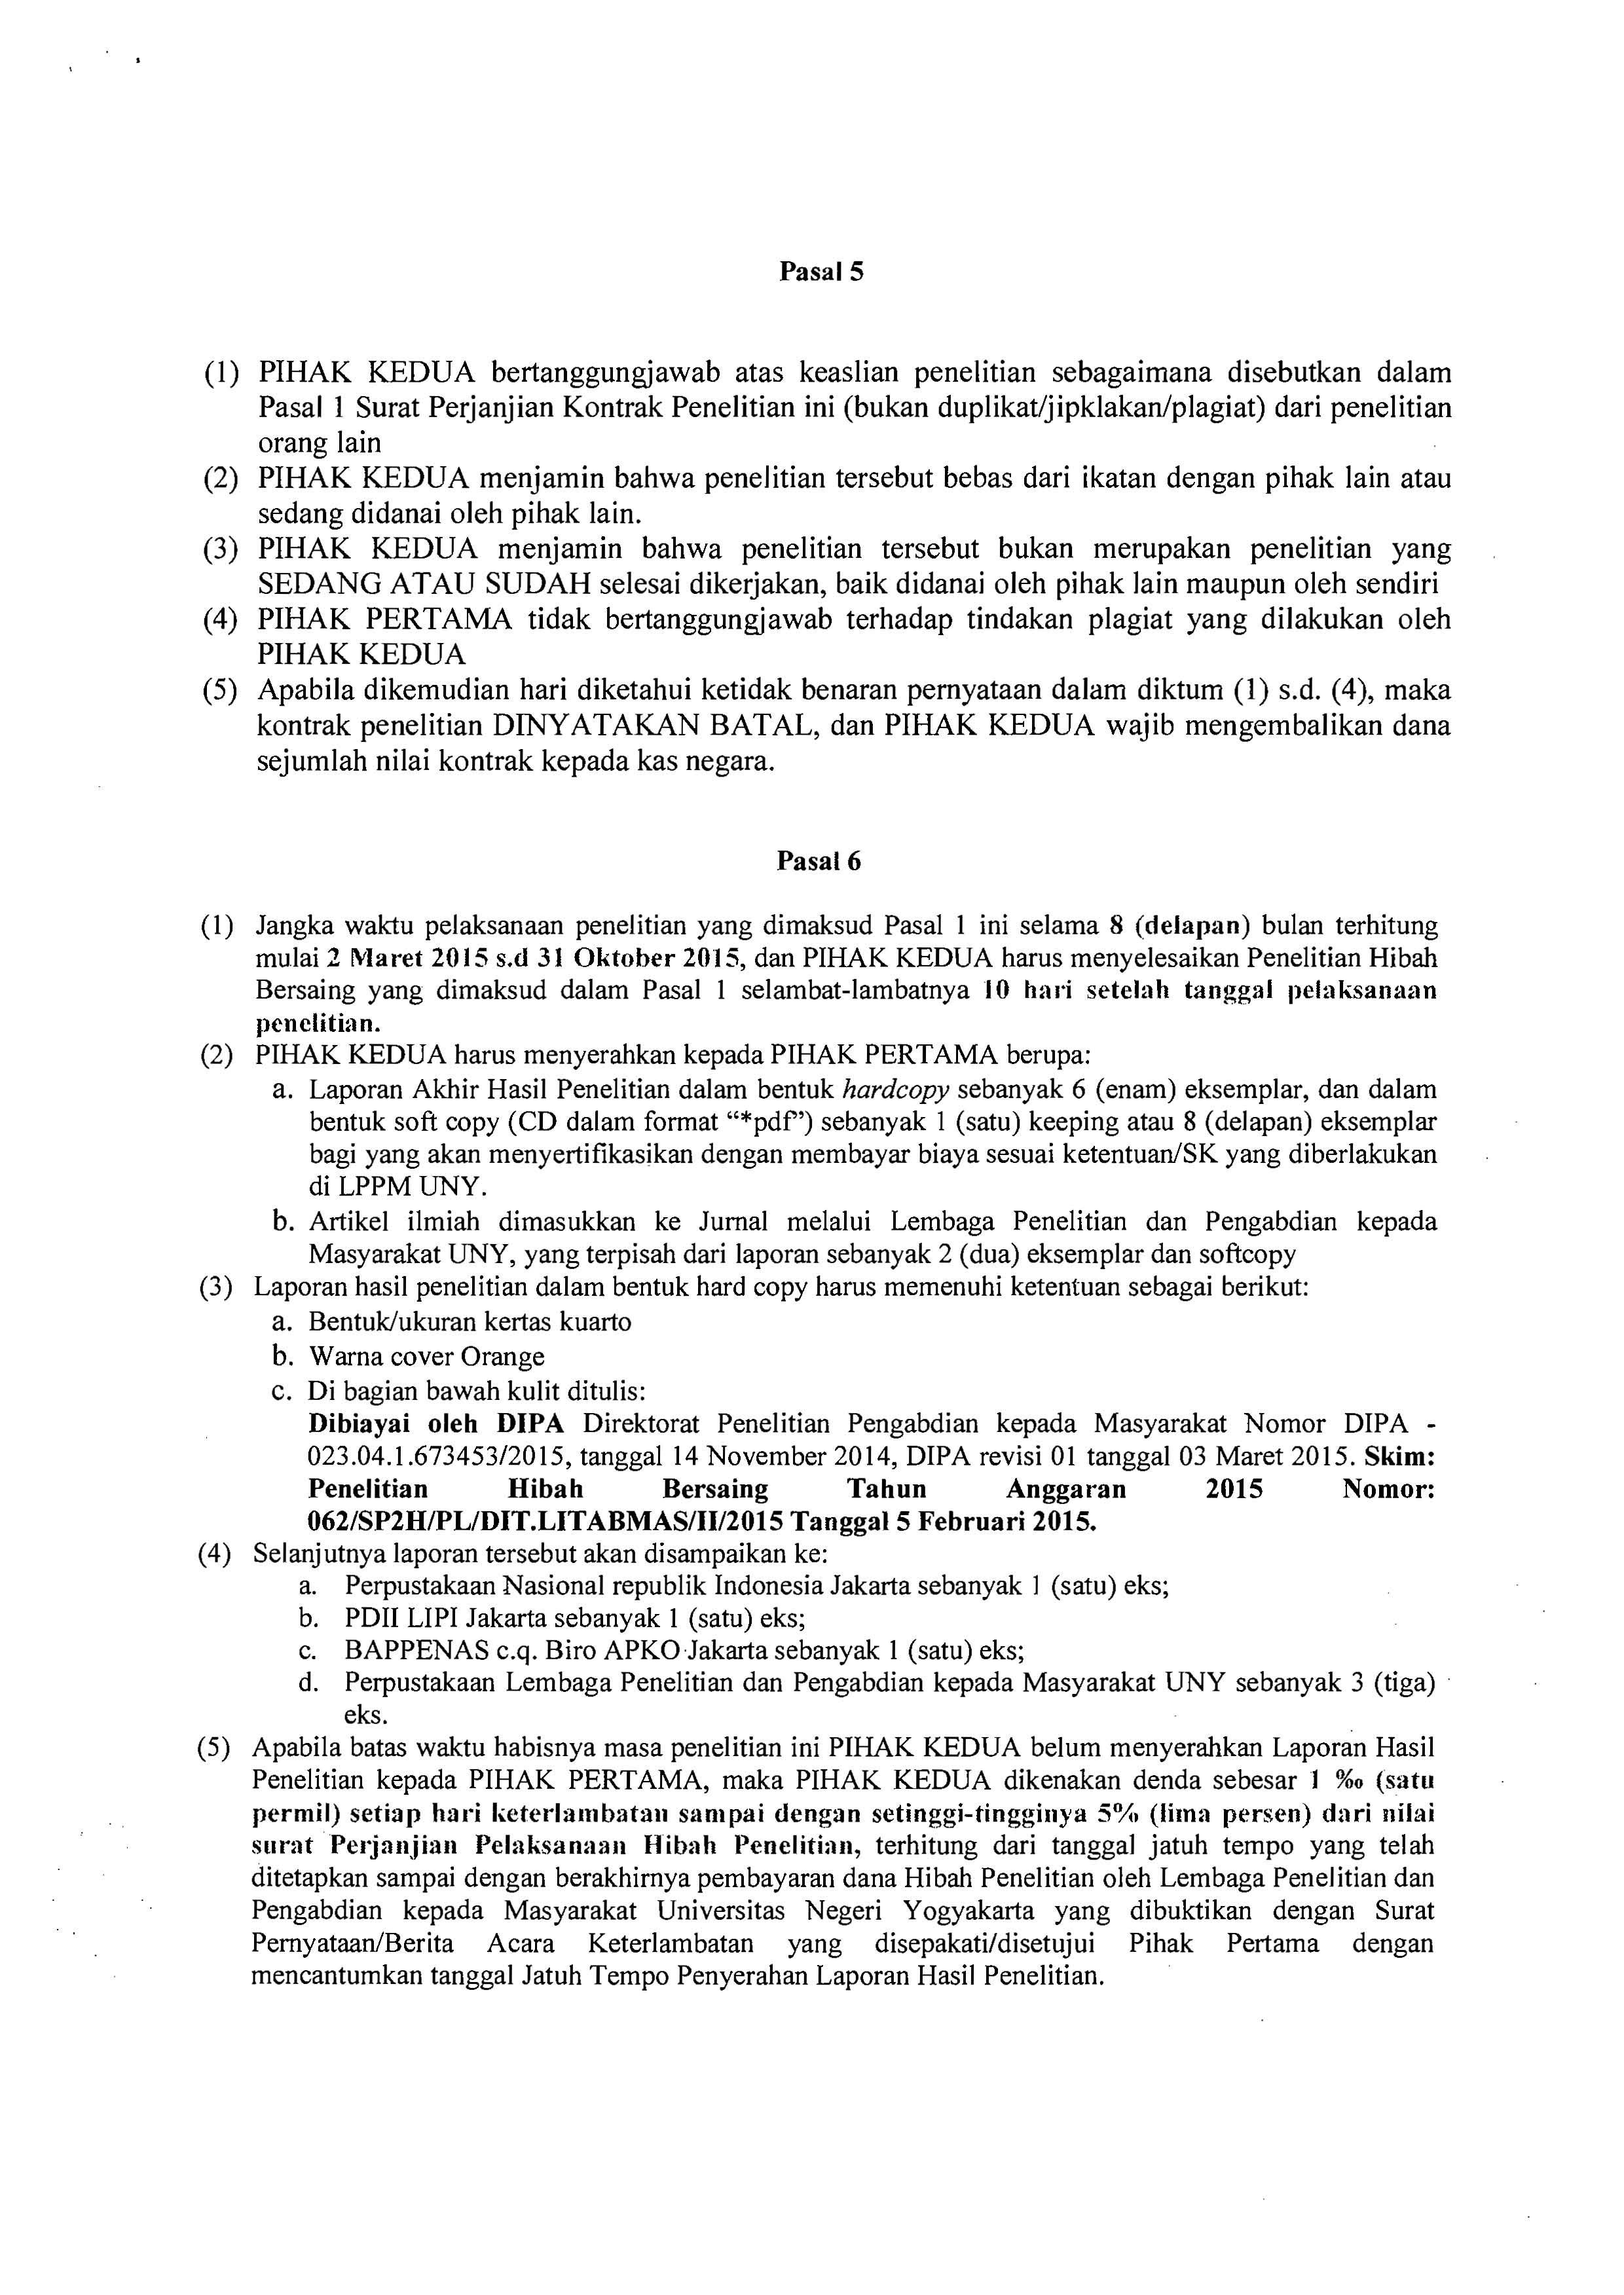 Pasal 5
(1) PIHAK KEDUA bertanggungjawab atas keaslian penelitian sebagaimana disebutkan dalam
Pasal 1 Surat Perjanjian Kontrak Penelitian ini (bukan duplikat/jipklakan/plagiat) dari penelitian
orang lain
(2) PIHAK KEDUA menjamin bahwa penelitian tersebut bebas dari ikatan dengan pihak lain atau
sedang didanai oleh pihak lain.
(3) PIHAK KEDUA menjamin bahwa penelitian tersebut bukan merupakan penelitian yang
SEDANG ATAU SUDAH selesai dikerjakan, baik didanai oleh pihak lain maupun oleh sendiri
(4) PIHAK PERTAMA tidak bertanggungjawab terhadap tindakan plagiat yang dilakukan oleh
PIHAK KEDUA
(5) Apabila dikemudian hari diketahui ketidak benaran pernyataan dalam diktum (1) s.d. (4), maka
kontrak penelitian DINYATAKAN BATAL, dan PIHAK KEDUA wajib mengembalikan dana
sejumlah nilai kontrak kepada kas negara.
Pasal 6
(1) Jangka waktu pelaksanaan penelitian yang dimaksud Pasal 1 ini selama 8 (delapan) bulan terhitung
mulai 2 Maret 2015 s.d 31 Oktober 2015, dan PIHAK KEDUA harus menyelesaikan Penelitian Hibah
Bersaing yang dimaksud dalam Pasal 1 selambat-lambatnya 10 hari setelah tanggal pelaksanaan
penelitian.
(2) PIHAK KEDUA harus menyerahkan kepada PIHAK PERTAMA berupa:
a. Laporan Akhir Hasil Penelitian dalam bentuk hardcopy sebanyak 6 (enam) eksemplar, dan dalam
bentuk soft copy (CD dalam format “*pdf”) sebanyak 1 (satu) keeping atau 8 (delapan) eksemplar
bagi yang akan menyertifikasikan dengan membayar biaya sesuai ketentuan/SK yang diberlakukan
di LPPM UNY.
b. Artikel ilmiah dimasukkan ke Jurnal melalui Lembaga Penelitian dan Pengabdian kepada
Masyarakat UNY, yang terpisah dari laporan sebanyak 2 (dua) eksemplar dan softcopy
(3) Laporan hasil penelitian dalam bentuk hard copy harus memenuhi ketentuan sebagai berikut:
a. Bentuk/ukuran kertas kuarto
b. Warna cover Orange
c. Di bagian bawah kulit ditulis:
Dibiayai oleh DIPA Direktorat Penelitian Pengabdian kepada Masyarakat Nomor DIPA -
023.04.1.673453/2015, tanggal 14 November 2014, DIPA revisi 01 tanggal 03 Maret 2015. Skim:
Penelitian Hibah Bersaing Tahun Anggaran 2015 Nomor:
062/SP2H/PL/DIT.LITABMAS/II/2015 Tanggal 5 Februari 2015.
(4) Selanjutnya laporan tersebut akan disampaikan ke:
a. Perpustakaan Nasional republik Indonesia Jakarta sebanyak 1 (satu) eks;
b. PDII LIPI Jakarta sebanyak 1 (satu) eks;
c. BAPPENAS c.q. Biro APKO Jakarta sebanyak 1 (satu) eks;
d. Perpustakaan Lembaga Penelitian dan Pengabdian kepada Masyarakat UNY sebanyak 3 (tiga)
eks.
(5) Apabila batas waktu habisnya masa penelitian ini PIHAK KEDUA belum menyerahkan Laporan Hasil
Penelitian kepada PIHAK PERTAMA, maka PIHAK KEDUA dikenakan denda sebesar 1 ‰ (satu
permil) setiap hari keterlambatan sampai dengan setinggi-tingginya 5% (lima persen) dari nilai
surat Perjanjian Pelaksanaan Hibah Penelitian, terhitung dari tanggal jatuh tempo yang telah
ditetapkan sampai dengan berakhirnya pembayaran dana Hibah Penelitian oleh Lembaga Penelitian dan
Pengabdian kepada Masyarakat Universitas Negeri Yogyakarta yang dibuktikan dengan Surat
Pernyataan/Berita Acara Keterlambatan yang disepakati/disetujui Pihak Pertama dengan
mencantumkan tanggal Jatuh Tempo Penyerahan Laporan Hasil Penelitian.